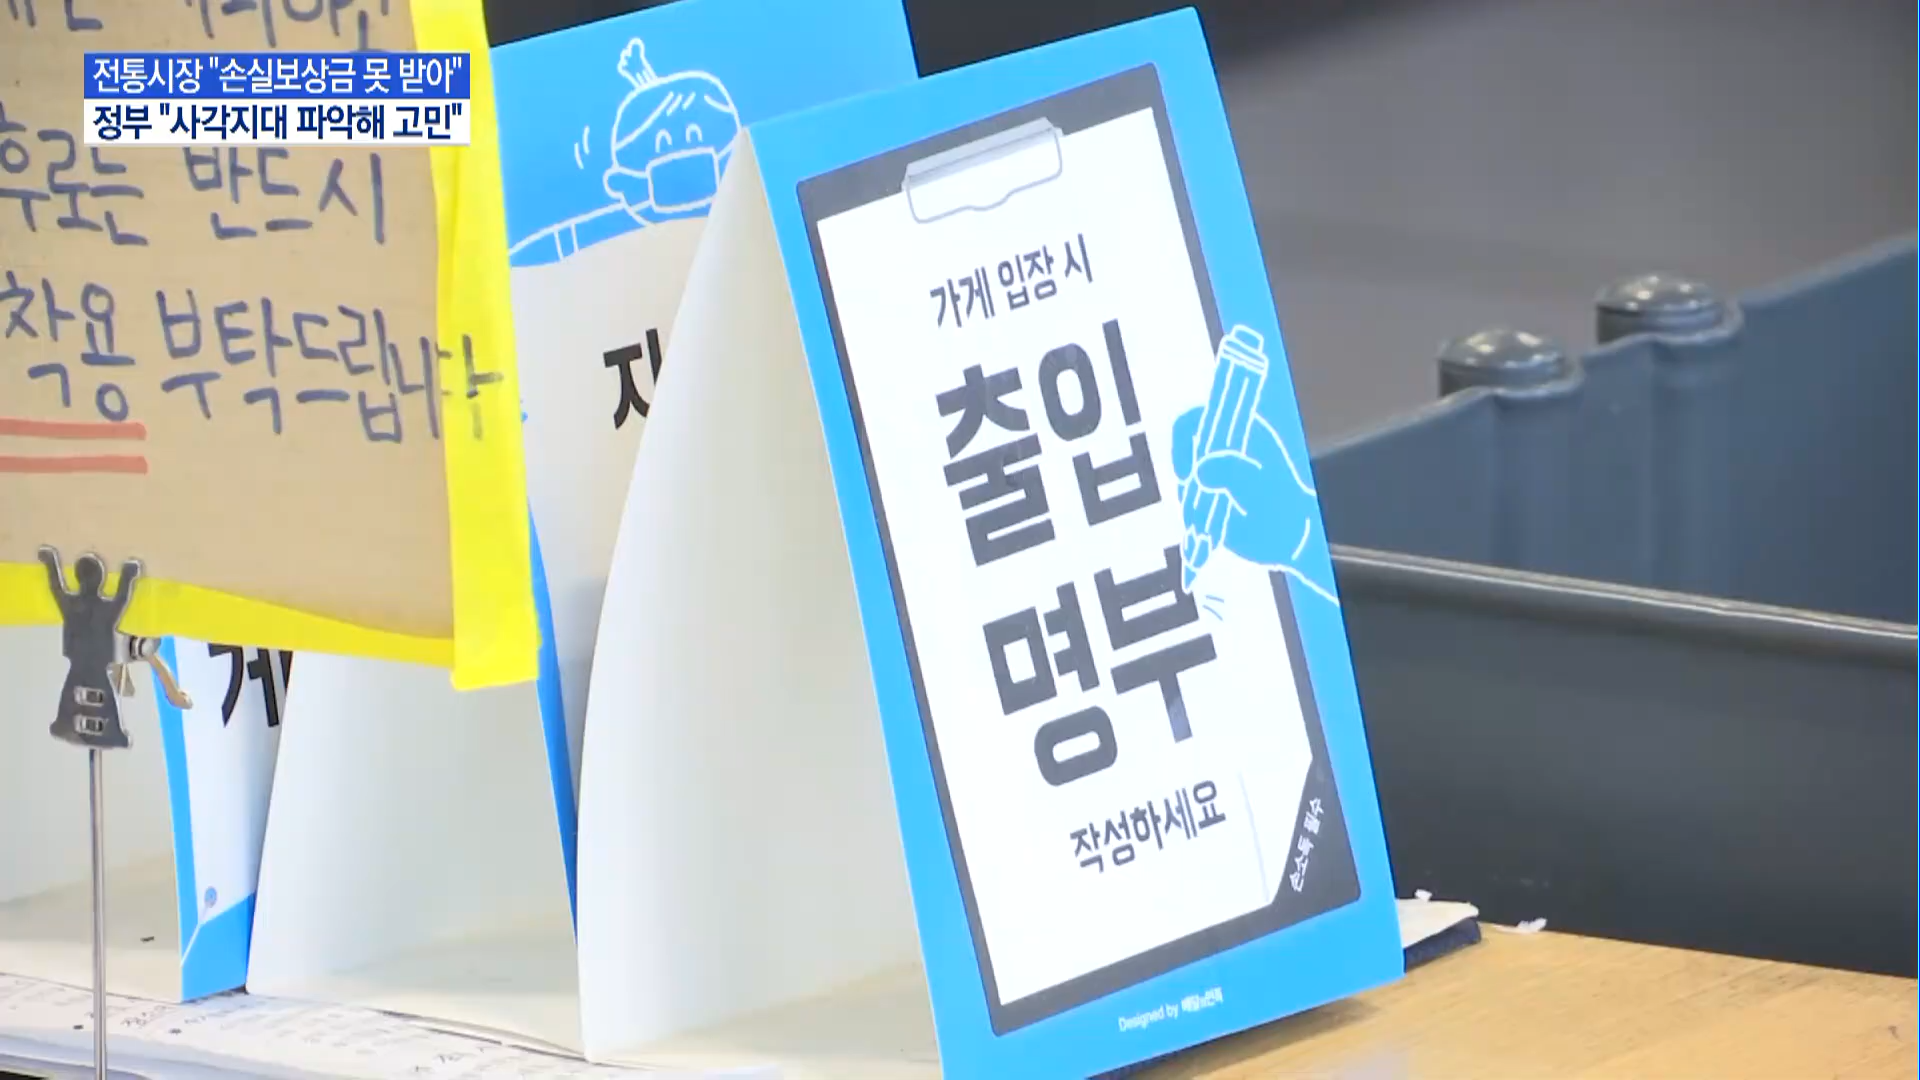 전통시장 "손실보상금 못 받아"
정부 "사각지대 파악해 고민"
후로는 반드시
착용 부탁드립니다
가게 입장 시
출입
명부
작성하세요
손소독 필수
Designed by 배달의민족